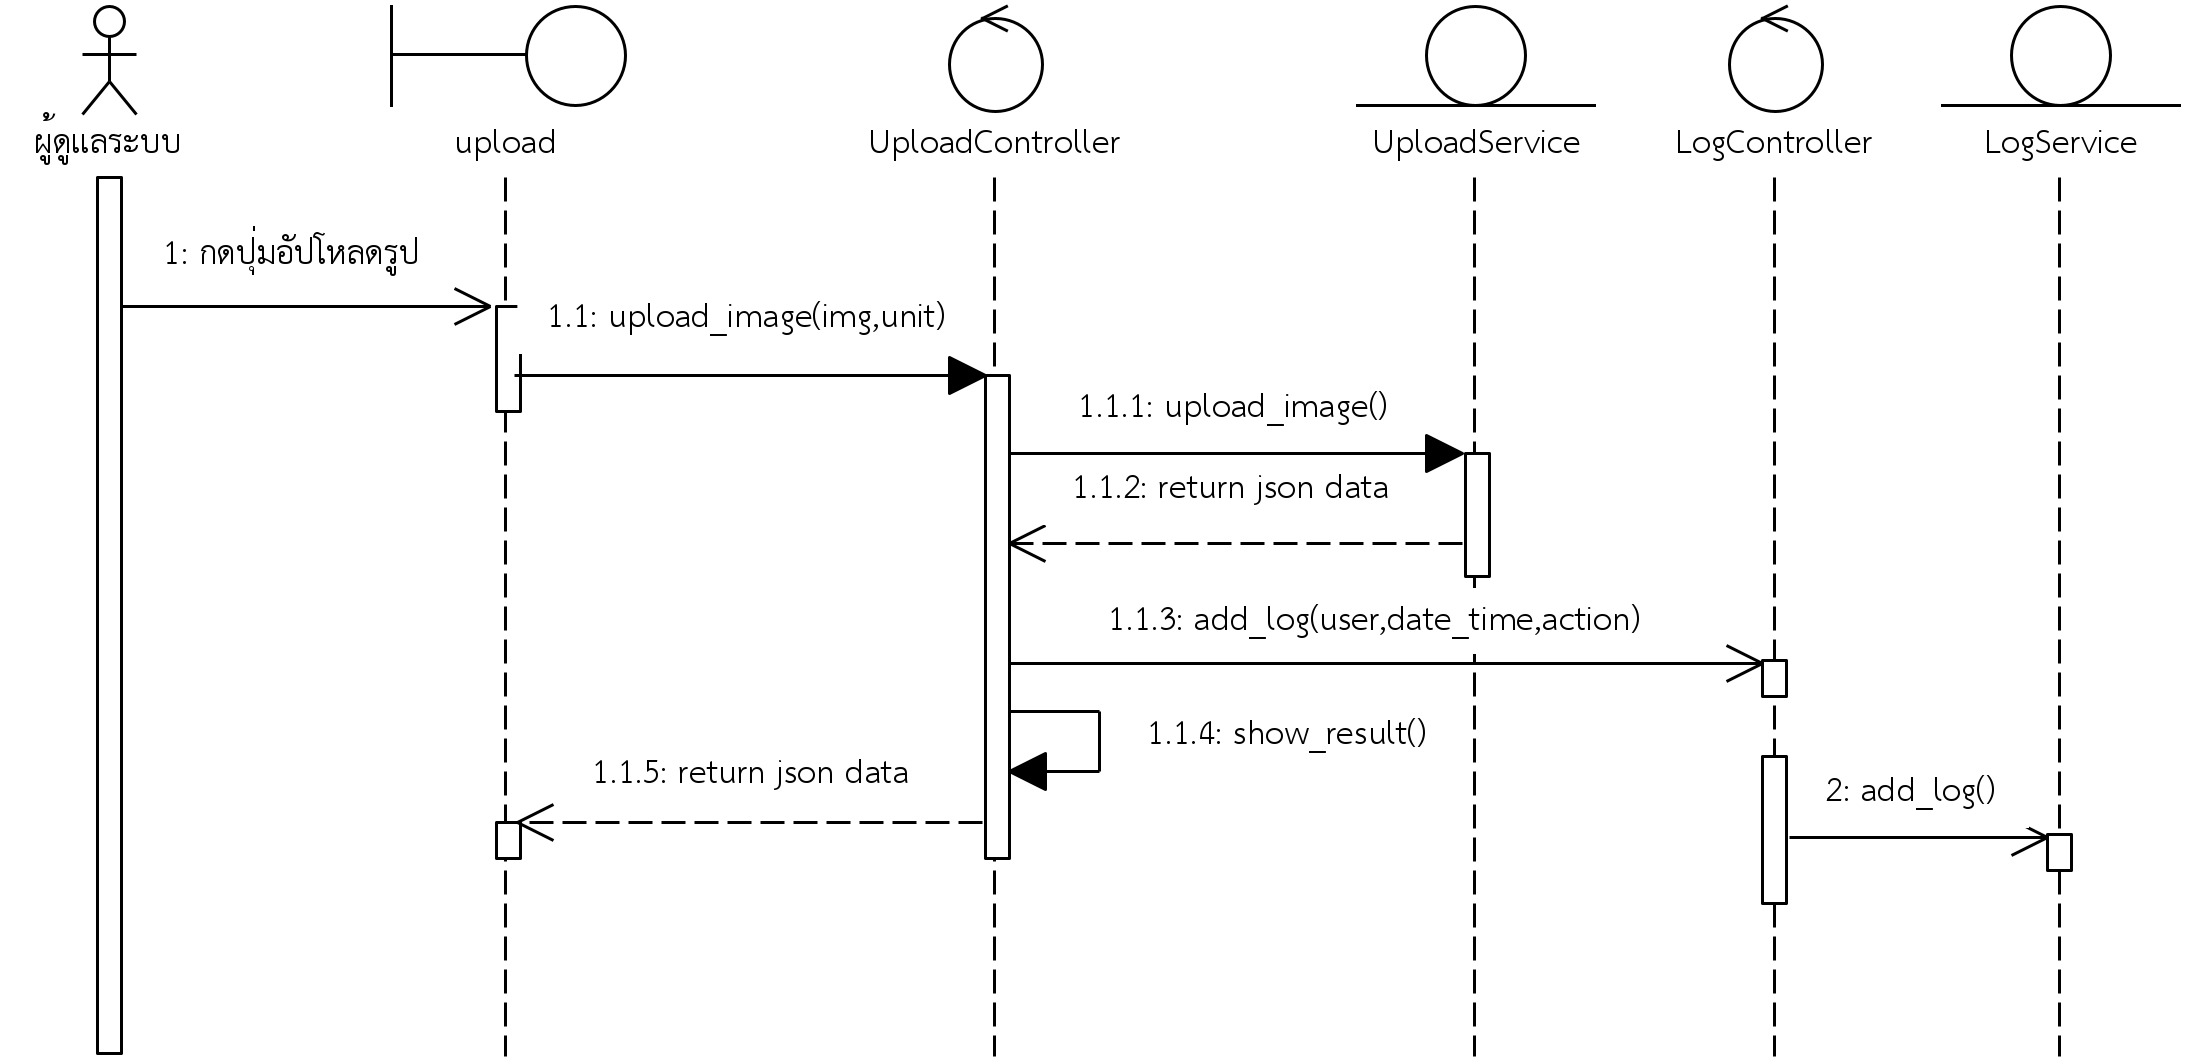 ผู้ดูแลระบบ
upload
UploadController
UploadService
LogController
LogService
1: กดปุ่มอัปโหลดรูป
1.1: upload_image(img,unit)
1.1.1: upload_image()
1.1.2: return json data
1.1.3: add_log(user,date_time,action)
1.1.4: show_result()
1.1.5: return json data
2: add_log()